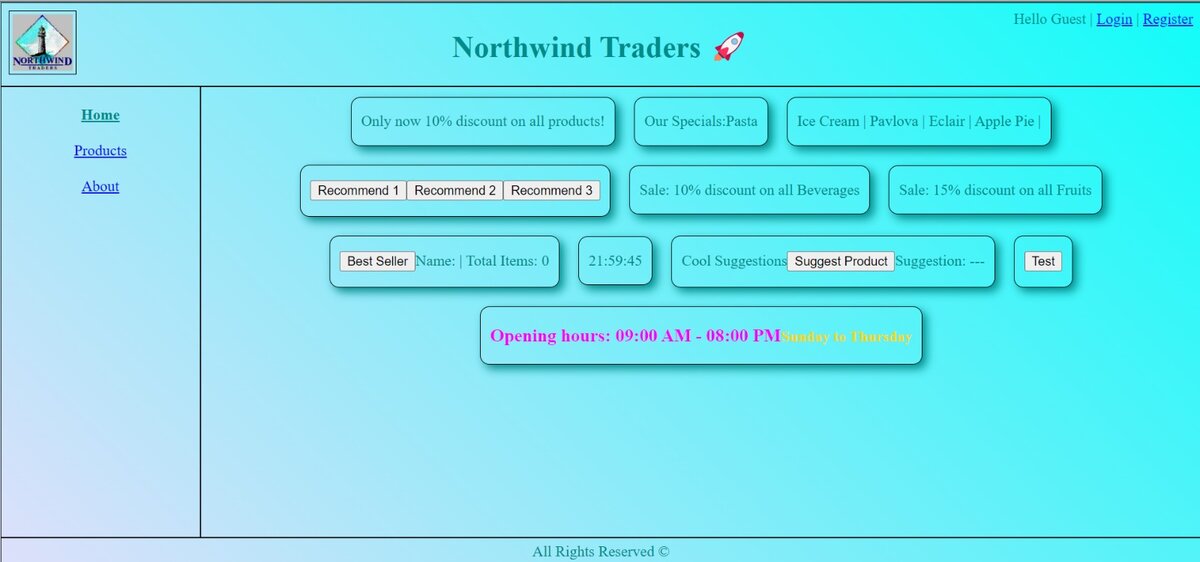 NORTHWIND
TRADERS
Northwind Traders 🚀
Hello Guest | Login | Register
Home
Products
About
Only now 10% discount on all products!
Our Specials:Pasta
Ice Cream | Pavlova | Eclair | Apple Pie |
Recommend 1 Recommend 2 Recommend 3
Sale: 10% discount on all Beverages
Sale: 15% discount on all Fruits
Best Seller Name: | Total Items: 0
21:59:45
Cool Suggestions Suggest Product Suggestion: ---
Test
Opening hours: 09:00 AM - 08:00 PM Sunday to Thursday
All Rights Reserved ©